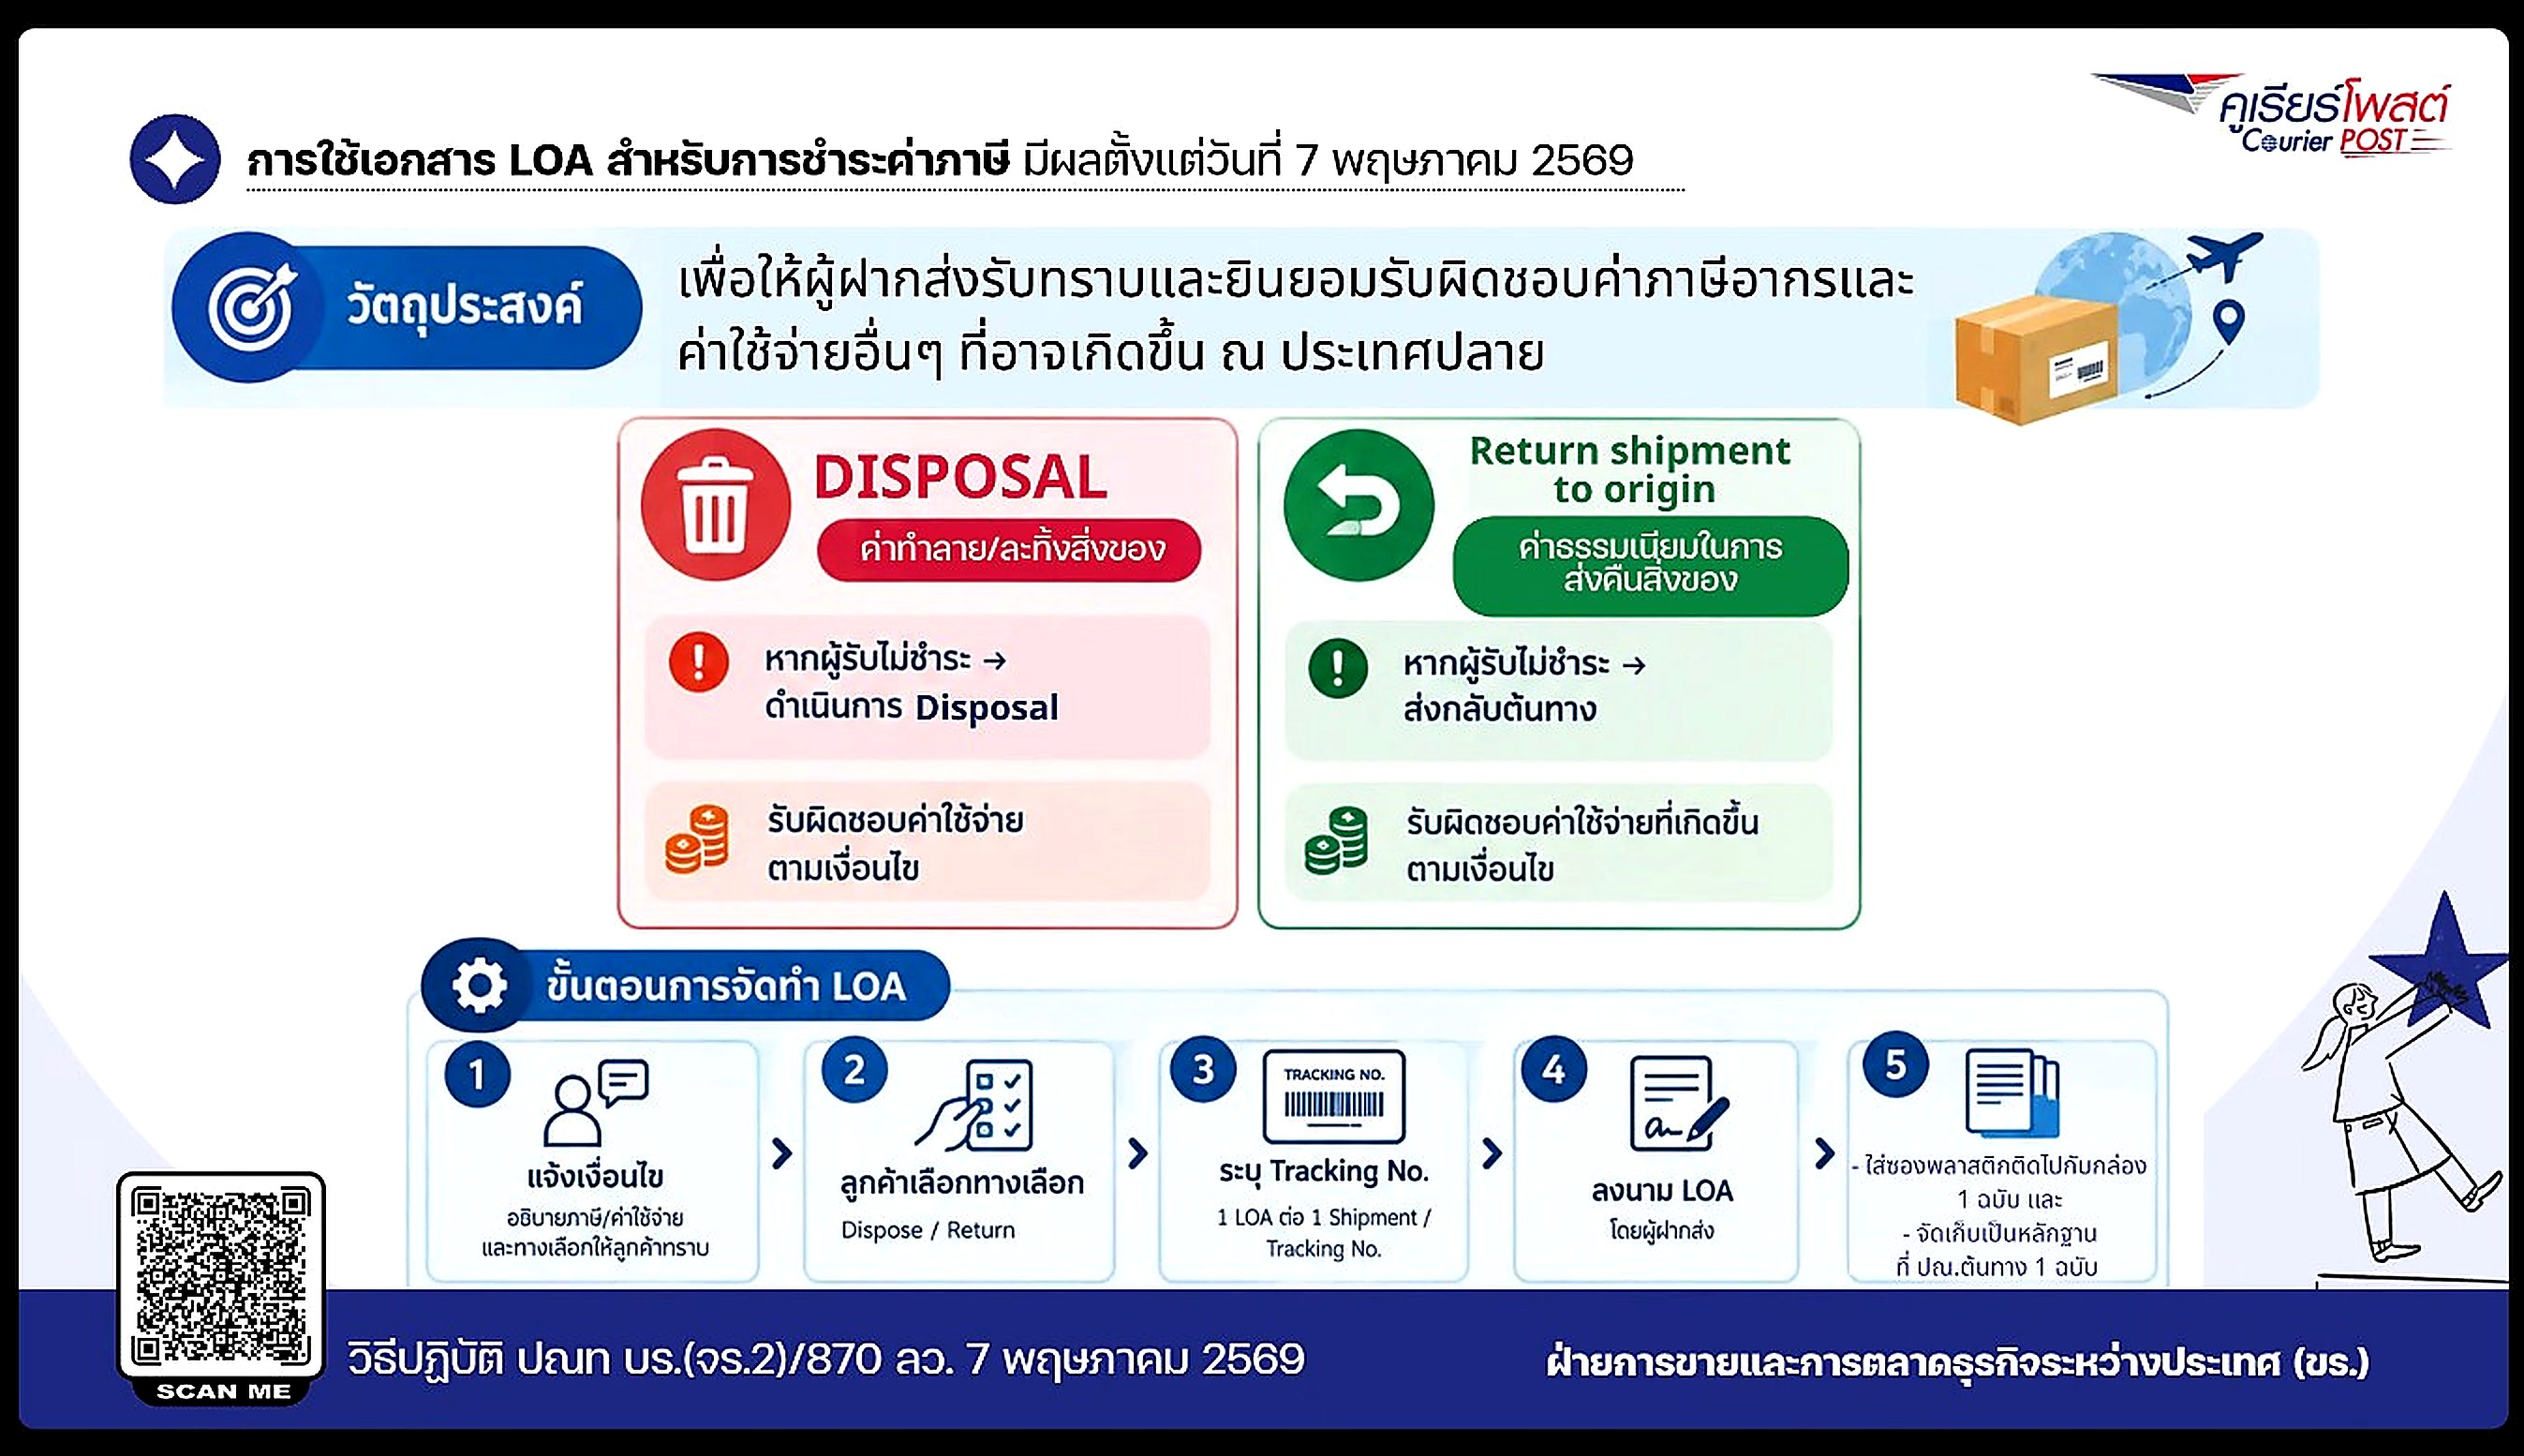 คูเรียร์โพสต์
Courier POST
การใช้เอกสาร LOA สำหรับการชำระค่าภาษี มีผลตั้งแต่วันที่ 7 พฤษภาคม 2569
วัตถุประสงค์
เพื่อให้ผู้ฝากส่งรับทราบและยินยอมรับผิดชอบค่าภาษีอากรและ
ค่าใช้จ่ายอื่นๆ ที่อาจเกิดขึ้น ณ ประเทศปลาย
DISPOSAL
ค่าทำลาย/ละทิ้งสิ่งของ
หากผู้รับไม่ชำระ →
ดำเนินการ Disposal
รับผิดชอบค่าใช้จ่าย
ตามเงื่อนไข
Return shipment
to origin
ค่าธรรมเนียมในการ
ส่งคืนสิ่งของ
หากผู้รับไม่ชำระ →
ส่งกลับต้นทาง
รับผิดชอบค่าใช้จ่ายที่เกิดขึ้น
ตามเงื่อนไข
ขั้นตอนการจัดทำ LOA
1
แจ้งเงื่อนไข
อธิบายภาษี/ค่าใช้จ่าย
และทางเลือกให้ลูกค้าทราบ
2
ลูกค้าเลือกทางเลือก
Dispose / Return
3
TRACKING NO.
ระบุ Tracking No.
1 LOA ต่อ 1 Shipment /
Tracking No.
4
ลงนาม LOA
โดยผู้ฝากส่ง
5
- ใส่ซองพลาสติกติดไปกับกล่อง
1 ฉบับ และ
- จัดเก็บเป็นหลักฐาน
ที่ ปณ.ต้นทาง 1 ฉบับ
SCAN ME
วิธีปฏิบัติ ปณท บร.(จร.2)/870 ลว. 7 พฤษภาคม 2569
ฝ่ายการขายและการตลาดธุรกิจระหว่างประเทศ (ขร.)